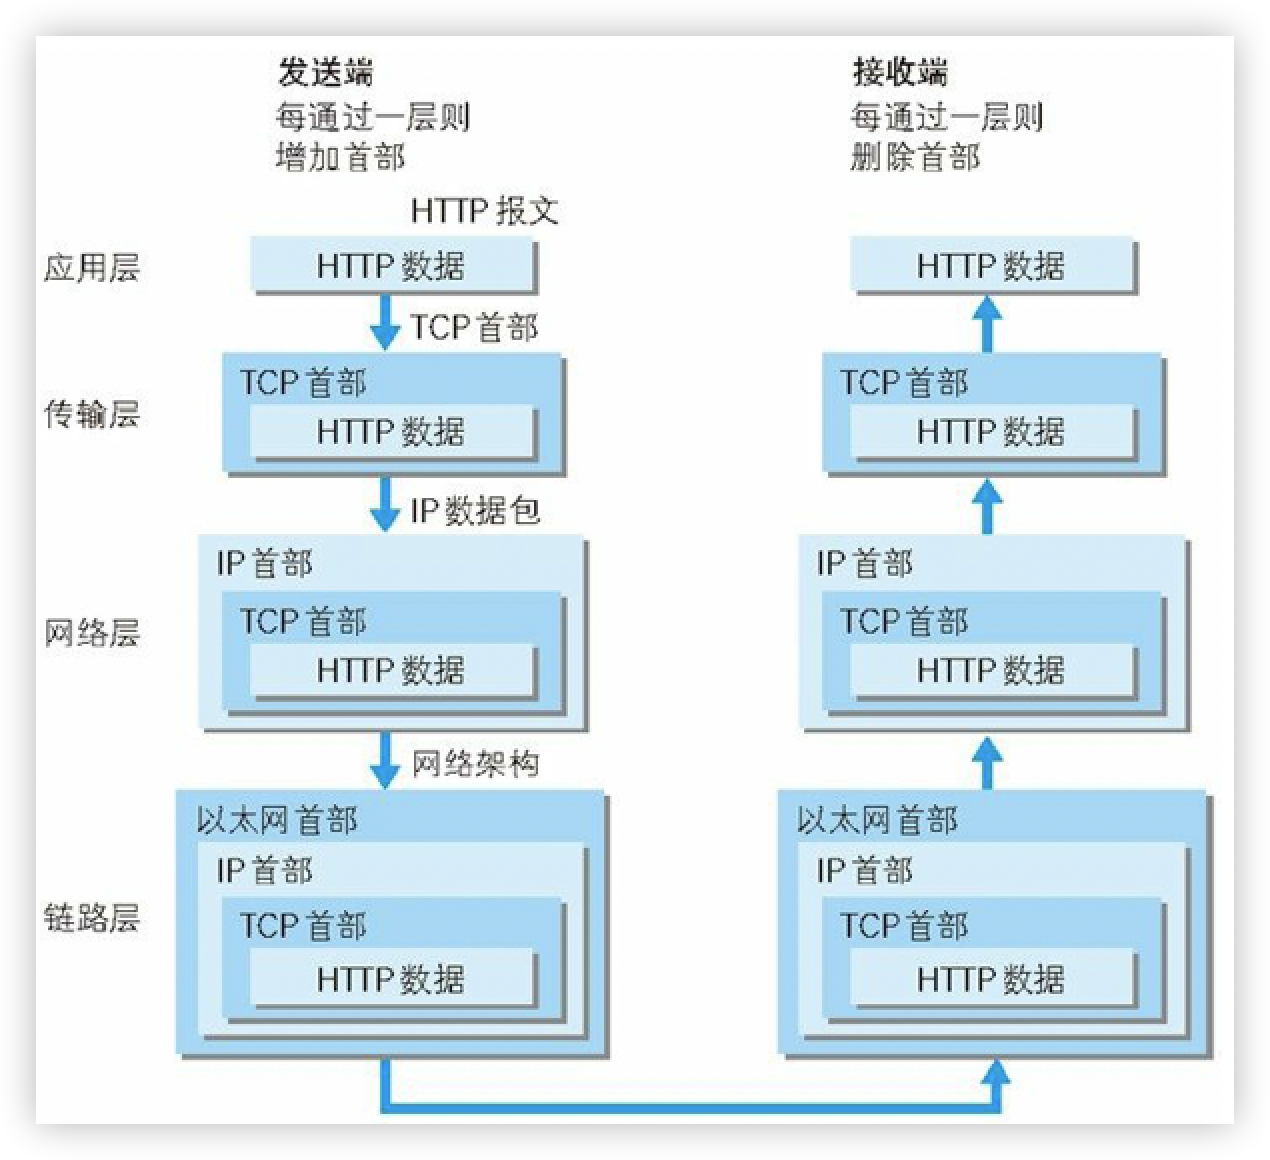 发送端
每通过一层则
增加首部
接收端
每通过一层则
删除首部
HTTP 报文
应用层
HTTP 数据
HTTP 数据
TCP 首部
传输层
TCP 首部
HTTP 数据
TCP 首部
HTTP 数据
IP 数据包
网络层
IP 首部
TCP 首部
HTTP 数据
IP 首部
TCP 首部
HTTP 数据
网络架构
链路层
以太网首部
IP 首部
TCP 首部
HTTP 数据
以太网首部
IP 首部
TCP 首部
HTTP 数据